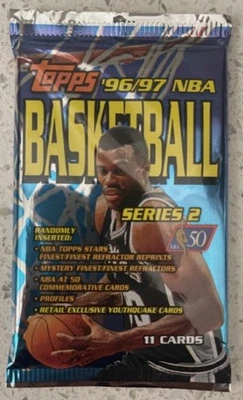 TOPPS '96/97 NBA
BASKETBALL
SERIES 2
NBA 50
RANDOMLY
INSERTED:
• NBA TOPPS STARS
FINEST/FINEST REFRACTOR REPRINTS
• MYSTERY FINEST/FINEST REFRACTORS
• NBA AT 50
COMMEMORATIVE CARDS
• PROFILES
• RETAIL EXCLUSIVE YOUTHQUAKE CARDS
11 CARDS